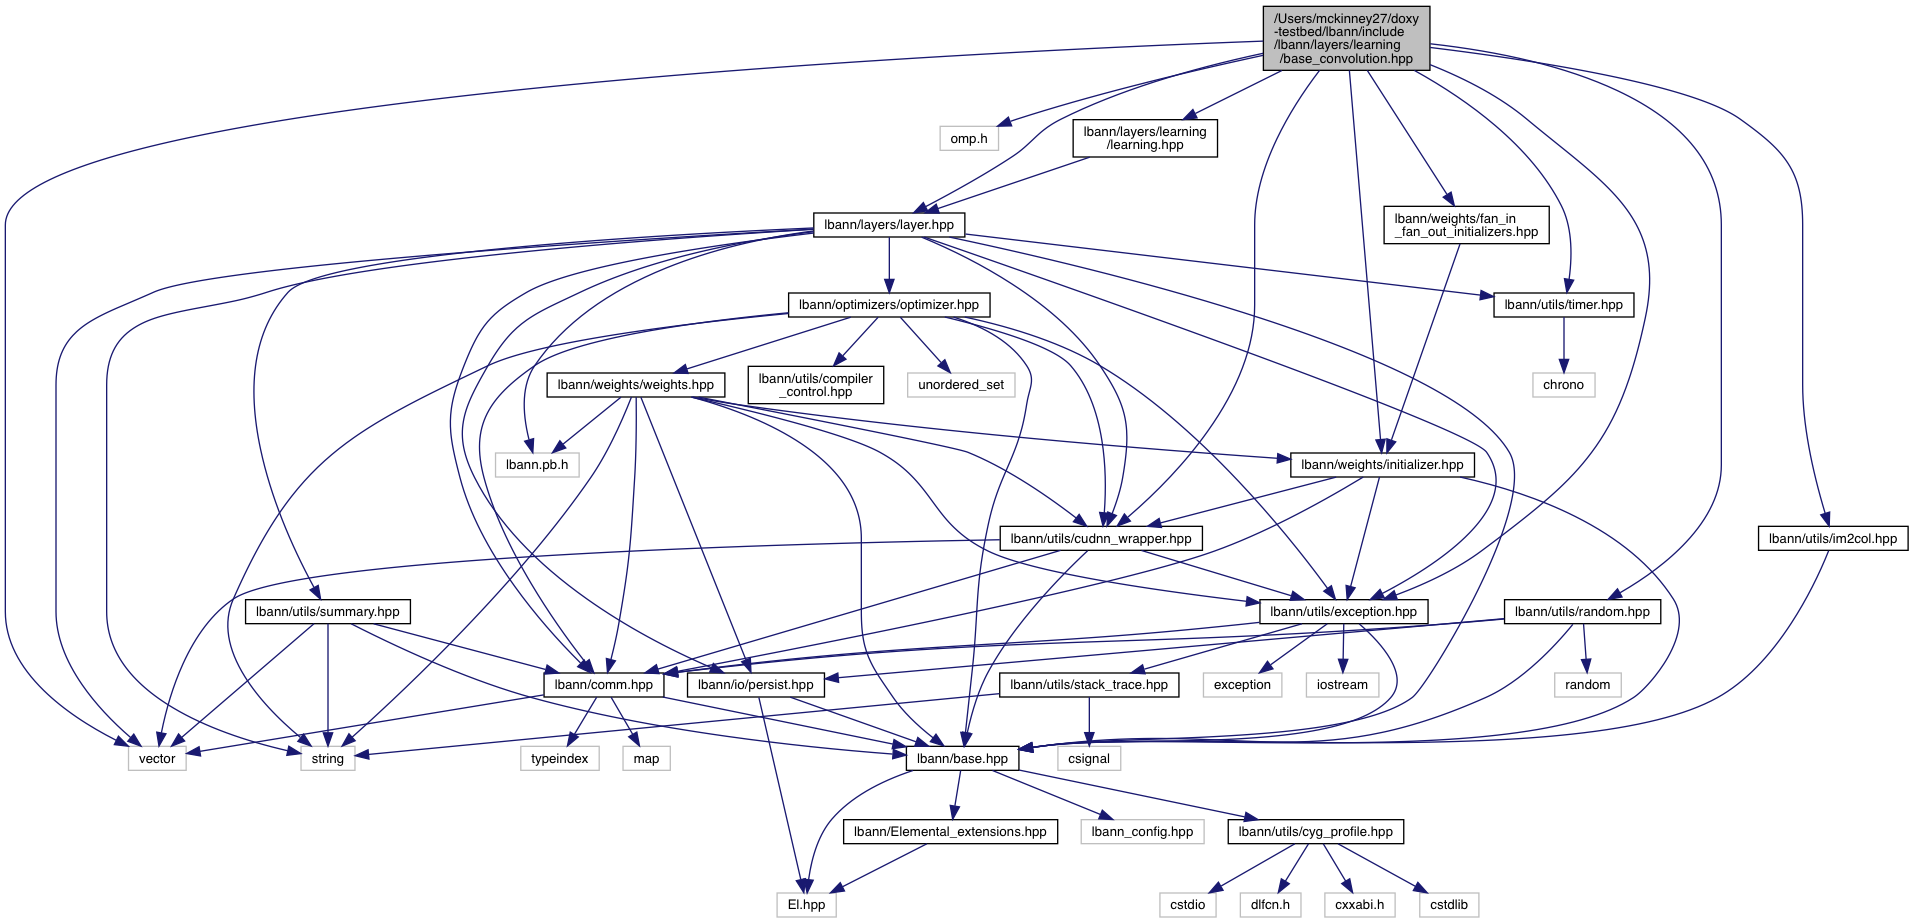 /Users/mckinney27/doxy
-testbed/lbann/include
/lbann/layers/learning
/base_convolution.hpp
omp.h
lbann/layers/learning
/learning.hpp
lbann/layers/layer.hpp
lbann/weights/fan_in
_fan_out_initializers.hpp
lbann/optimizers/optimizer.hpp
lbann/utils/timer.hpp
lbann/weights/weights.hpp
lbann/utils/compiler
_control.hpp
unordered_set
chrono
lbann.pb.h
lbann/weights/initializer.hpp
lbann/utils/cudnn_wrapper.hpp
lbann/utils/im2col.hpp
lbann/utils/summary.hpp
lbann/utils/exception.hpp
lbann/utils/random.hpp
lbann/comm.hpp
lbann/io/persist.hpp
lbann/utils/stack_trace.hpp
exception
iostream
random
vector
string
typeindex
map
lbann/base.hpp
csignal
lbann/Elemental_extensions.hpp
lbann_config.hpp
lbann/utils/cyg_profile.hpp
El.hpp
cstdio
dlfcn.h
cxxabi.h
cstdlib